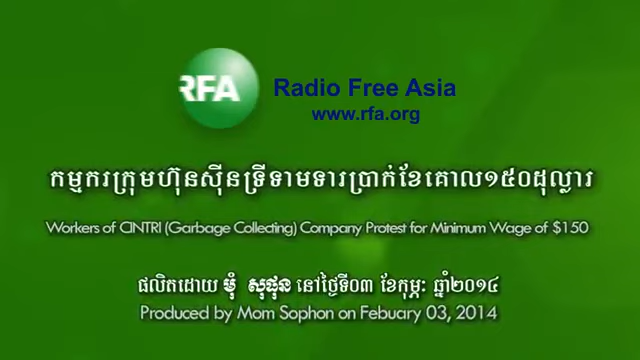 RFA
Radio Free Asia
www.rfa.org
កម្មករក្រុមហ៊ុនស៊ីនទ្រីទាមទារប្រាក់ខែគោល១៥០ដុល្លារ
Workers of CINTRI (Garbage Collecting) Company Protest for Minimum Wage of $150
ផលិតដោយ ម៉ុំ សុផុន នៅថ្ងៃទី០៣ ខែកុម្ភៈ ឆ្នាំ២០១៤
Produced by Mom Sophon on Febuary 03, 2014